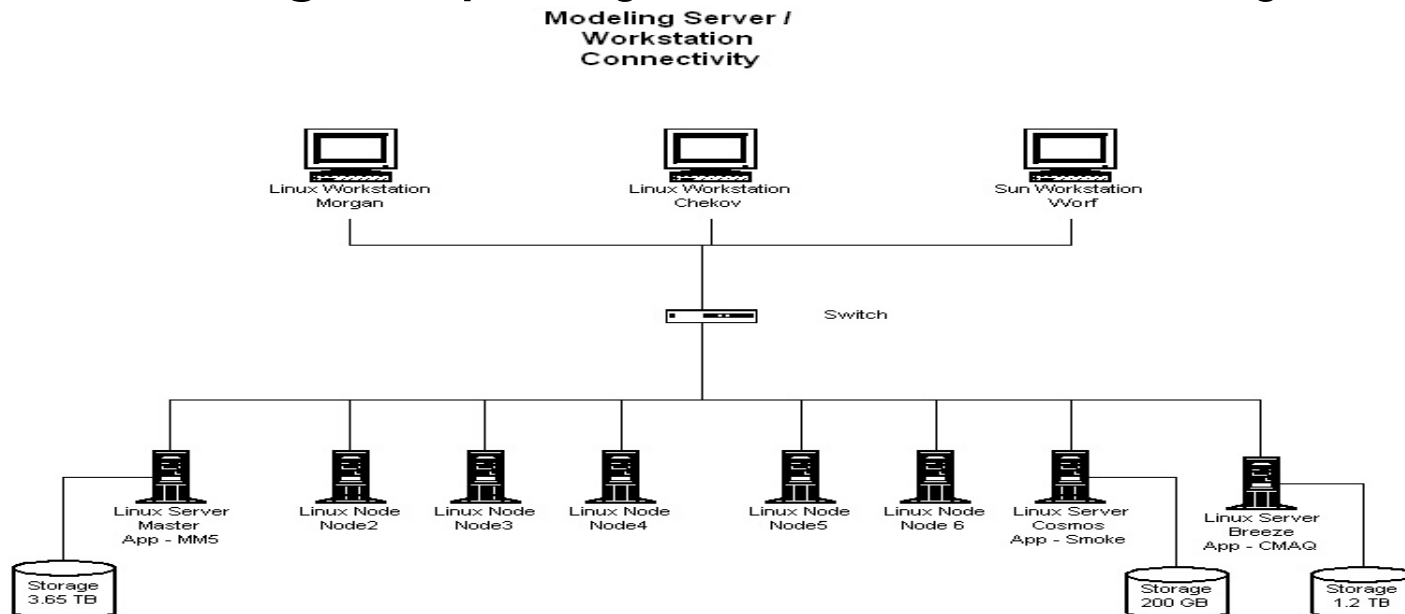 Modeling Server /
Workstation
Connectivity
Linux Workstation
Morgan
Linux Workstation
Chekov
Sun Workstation
Worf
Switch
Linux Server
Master
App - MM5
Linux Node
Node2
Linux Node
Node3
Linux Node
Node4
Linux Node
Node5
Linux Node
Node 6
Linux Server
Cosmos
App - Smoke
Linux Server
Breeze
App - CMAQ
Storage
3.65 TB
Storage
200 GB
Storage
1.2 TB